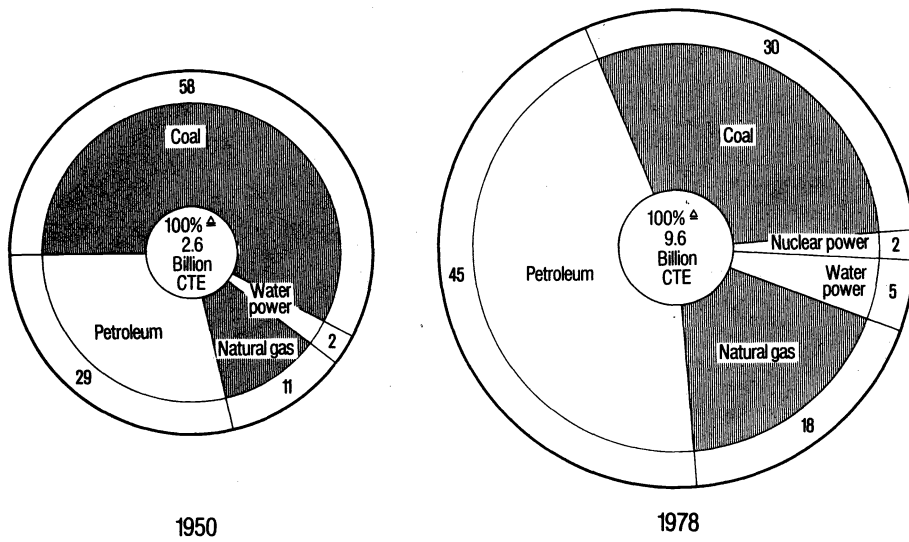 58
Coal
100% ≙
2.6
Billion
CTE
Water
power
2
Petroleum
Natural gas
29
11
1950
30
Coal
100% ≙
9.6
Billion
CTE
Nuclear power
2
Water
power
5
45
Petroleum
Natural gas
18
1978